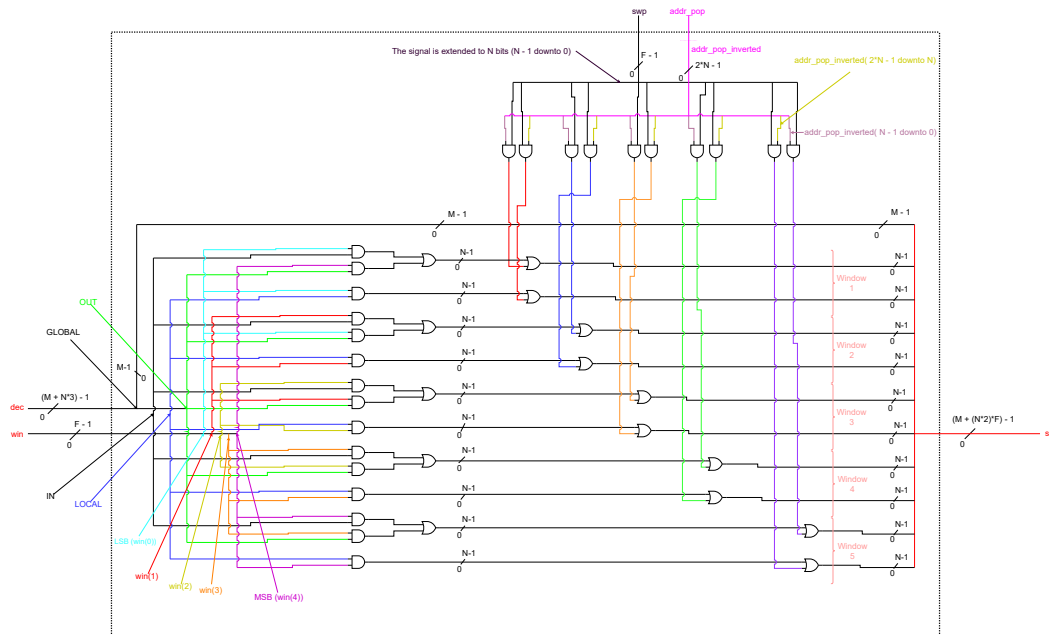 swp
addr_pop
The signal is extended to N bits (N - 1 downto 0)
F - 1
0
addr_pop_inverted
2*N - 1
0
addr_pop_inverted( 2*N - 1 downto N)
addr_pop_inverted( N - 1 downto 0)
M - 1
0
M - 1
0
N-1
0
N-1
0
Window
1
N-1
0
N-1
0
OUT
N-1
0
N-1
0
GLOBAL
Window
2
N-1
0
N-1
0
M-1
0
(M + N*3) - 1
0
dec
N-1
0
N-1
0
Window
3
F - 1
0
win
N-1
0
N-1
0
(M + (N*2)*F) - 1
0
s
N-1
0
N-1
0
Window
4
IN
LOCAL
N-1
0
N-1
0
LSB (win(0))
N-1
0
N-1
0
Window
5
win(1)
win(2)
win(3)
MSB (win(4))
N-1
0
N-1
0